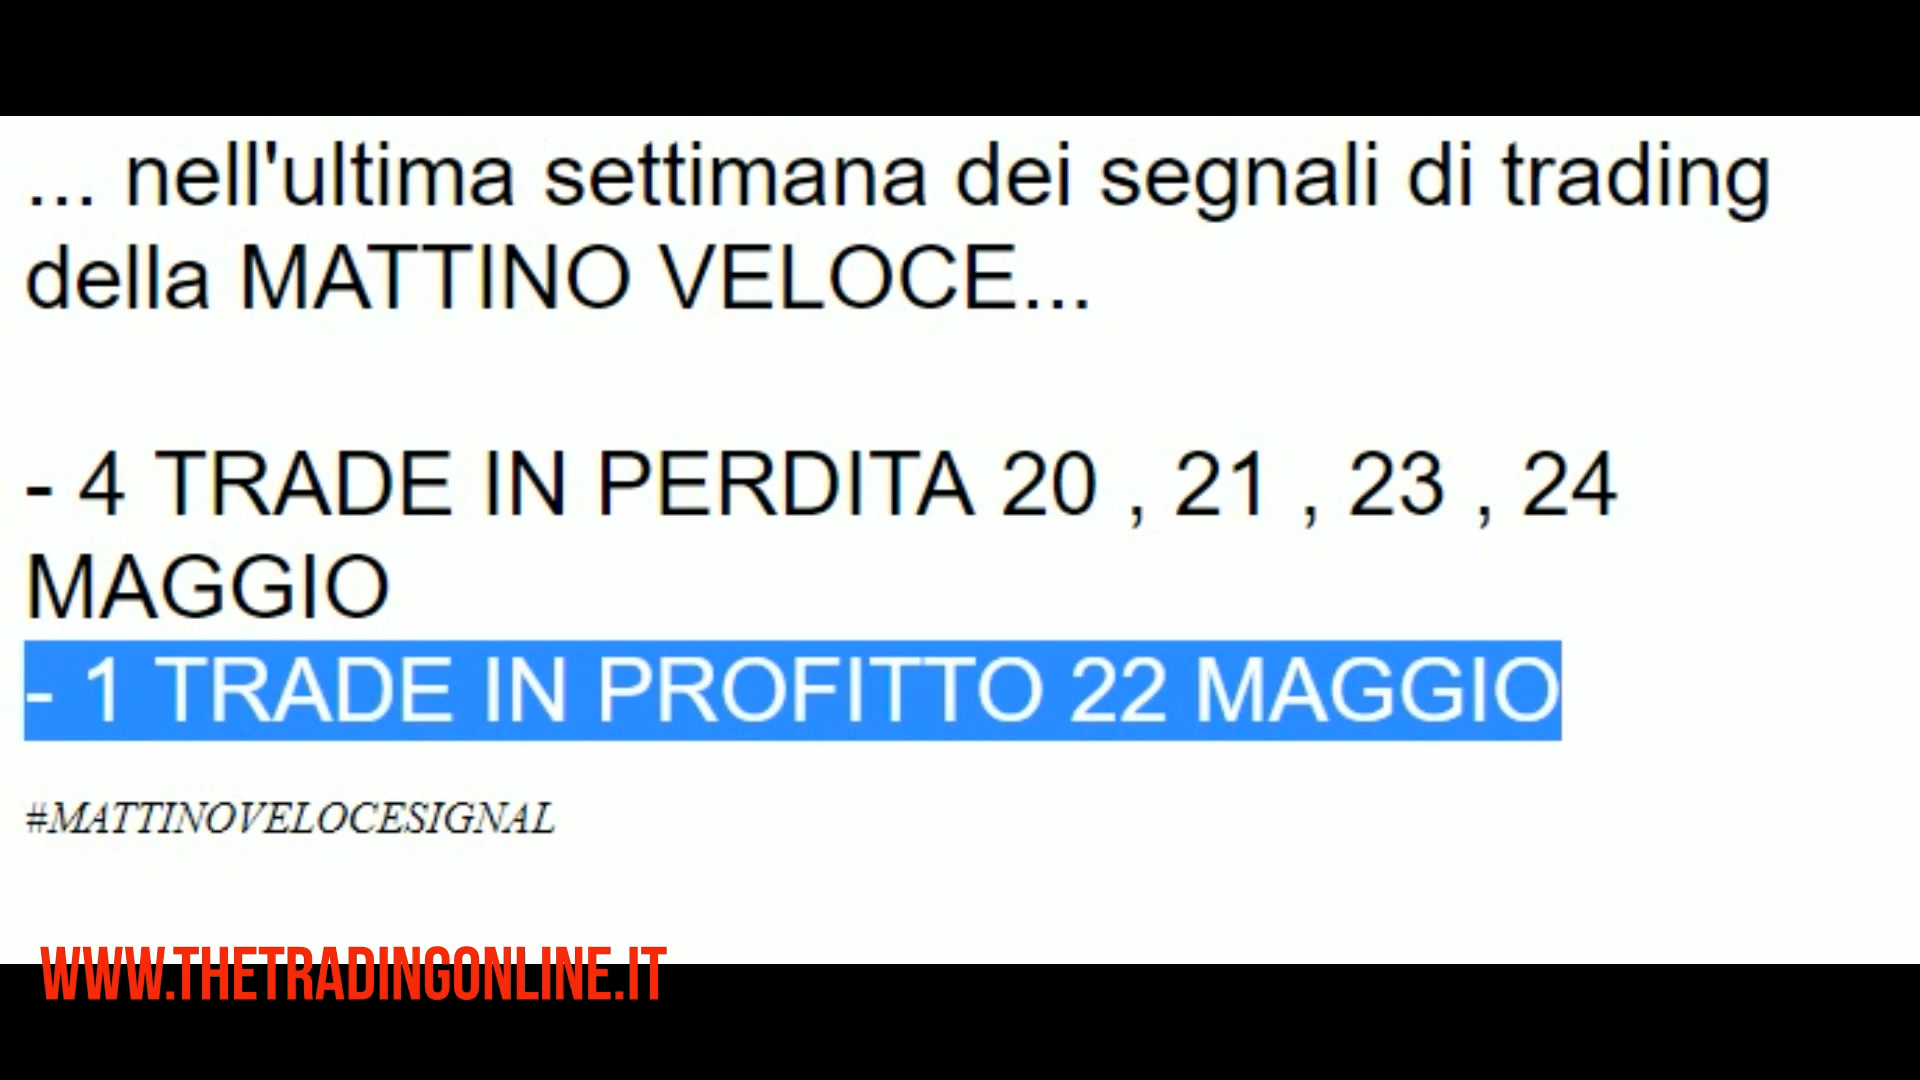 ... nell'ultima settimana dei segnali di trading
della MATTINO VELOCE...
- 4 TRADE IN PERDITA 20 , 21 , 23 , 24
MAGGIO
- 1 TRADE IN PROFITTO 22 MAGGIO
#MATTINOVELOCESIGNAL
WWW.THETRADINGONLINE.IT